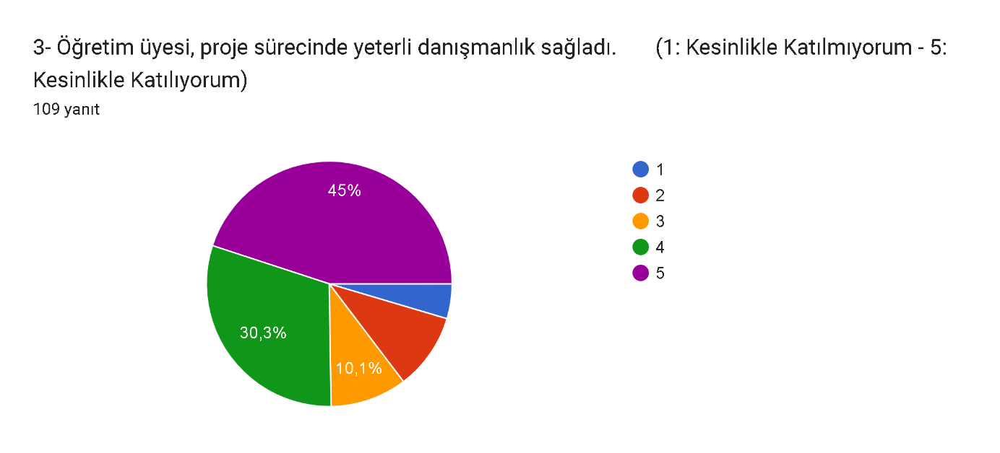 3- Öğretim üyesi, proje sürecinde yeterli danışmanlık sağladı. (1: Kesinlikle Katılmıyorum - 5:
Kesinlikle Katılıyorum)
109 yanıt
45%
30,3%
10,1%
1
2
3
4
5